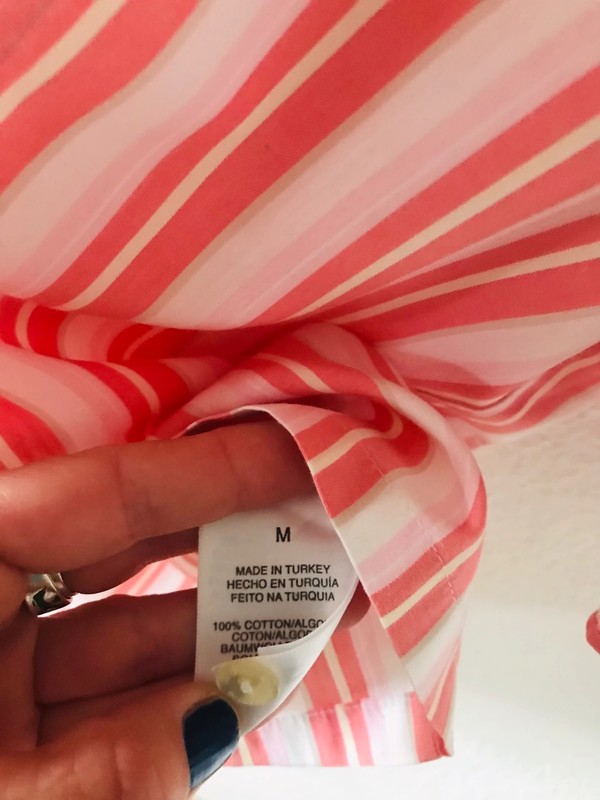 M
MADE IN TURKEY
HECHO EN TURQUÍA
FEITO NA TURQUIA
100% COTTON/ALGO
COTON/ALGO